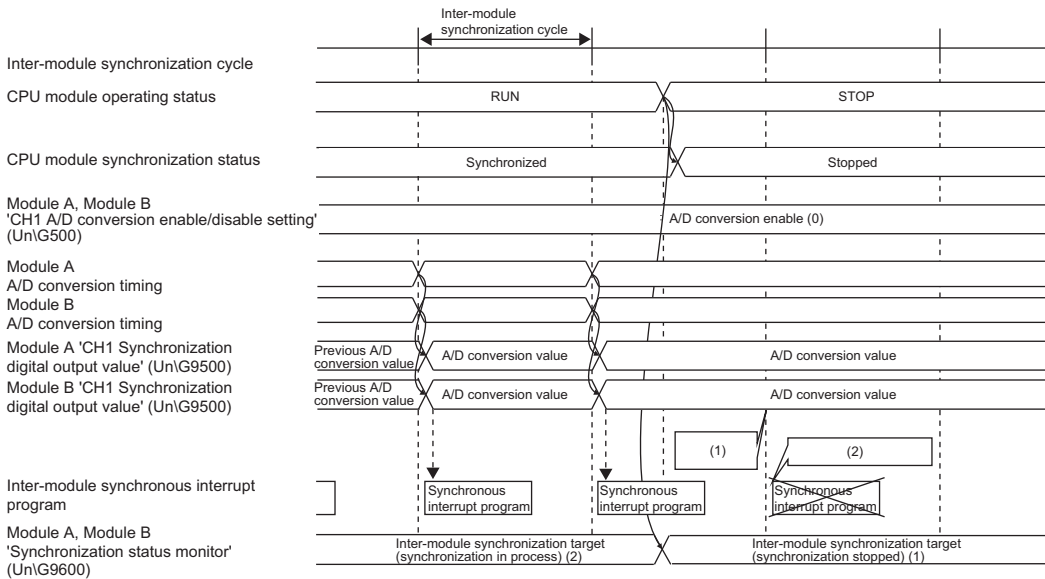 Inter-module
synchronization cycle
Inter-module synchronization cycle
CPU module operating status
RUN
STOP
CPU module synchronization status
Synchronized
Stopped
Module A, Module B
'CH1 A/D conversion enable/disable setting'
(Un\G500)
A/D conversion enable (0)
Module A
A/D conversion timing
Module B
A/D conversion timing
Module A 'CH1 Synchronization
digital output value' (Un\G9500)
Previous A/D
conversion value
A/D conversion value
A/D conversion value
Module B 'CH1 Synchronization
digital output value' (Un\G9500)
Previous A/D
conversion value
A/D conversion value
A/D conversion value
(1)
(2)
Inter-module synchronous interrupt
program
Synchronous
interrupt program
Synchronous
interrupt program
Synchronous
interrupt program
Module A, Module B
'Synchronization status monitor'
(Un\G9600)
Inter-module synchronization target
(synchronization in process) (2)
Inter-module synchronization target
(synchronization stopped) (1)